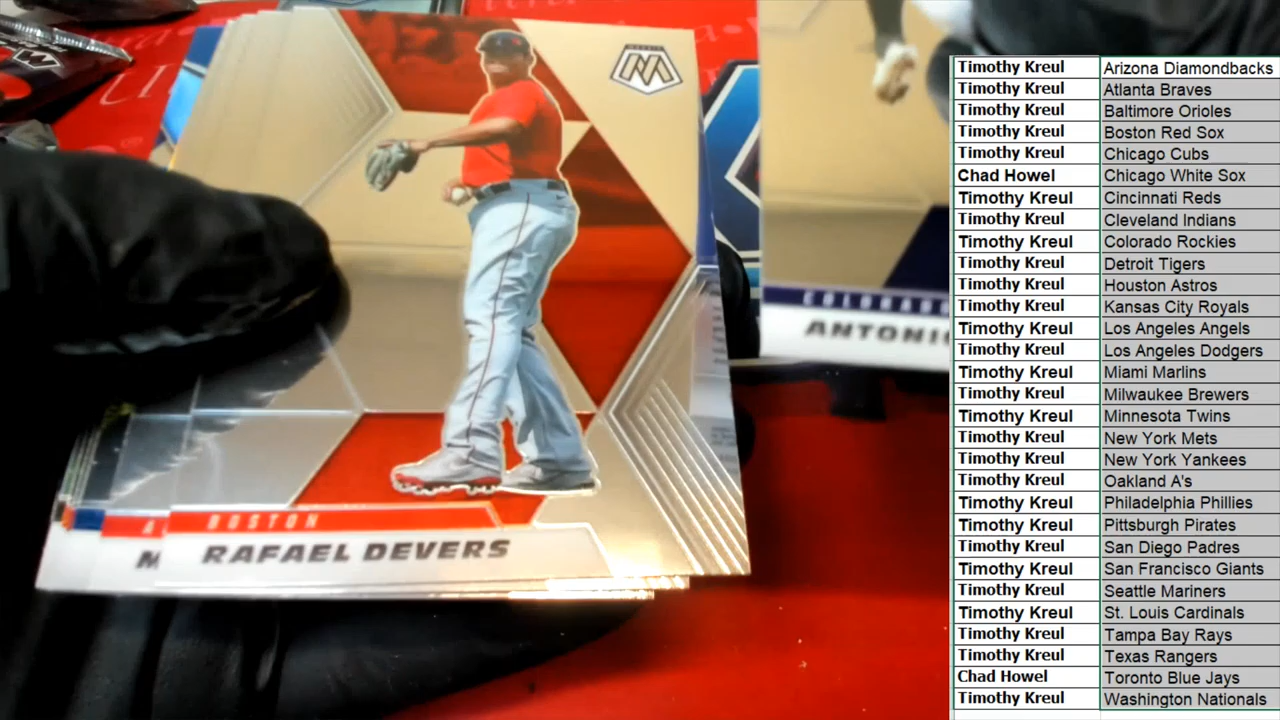 BOSTON
RAFAEL DEVERS
A
M
COLORAD
ANTONI
Timothy Kreul Arizona Diamondbacks
Timothy Kreul Atlanta Braves
Timothy Kreul Baltimore Orioles
Timothy Kreul Boston Red Sox
Timothy Kreul Chicago Cubs
Chad Howel Chicago White Sox
Timothy Kreul Cincinnati Reds
Timothy Kreul Cleveland Indians
Timothy Kreul Colorado Rockies
Timothy Kreul Detroit Tigers
Timothy Kreul Houston Astros
Timothy Kreul Kansas City Royals
Timothy Kreul Los Angeles Angels
Timothy Kreul Los Angeles Dodgers
Timothy Kreul Miami Marlins
Timothy Kreul Milwaukee Brewers
Timothy Kreul Minnesota Twins
Timothy Kreul New York Mets
Timothy Kreul New York Yankees
Timothy Kreul Oakland A's
Timothy Kreul Philadelphia Phillies
Timothy Kreul Pittsburgh Pirates
Timothy Kreul San Diego Padres
Timothy Kreul San Francisco Giants
Timothy Kreul Seattle Mariners
Timothy Kreul St. Louis Cardinals
Timothy Kreul Tampa Bay Rays
Timothy Kreul Texas Rangers
Chad Howel Toronto Blue Jays
Timothy Kreul Washington Nationals